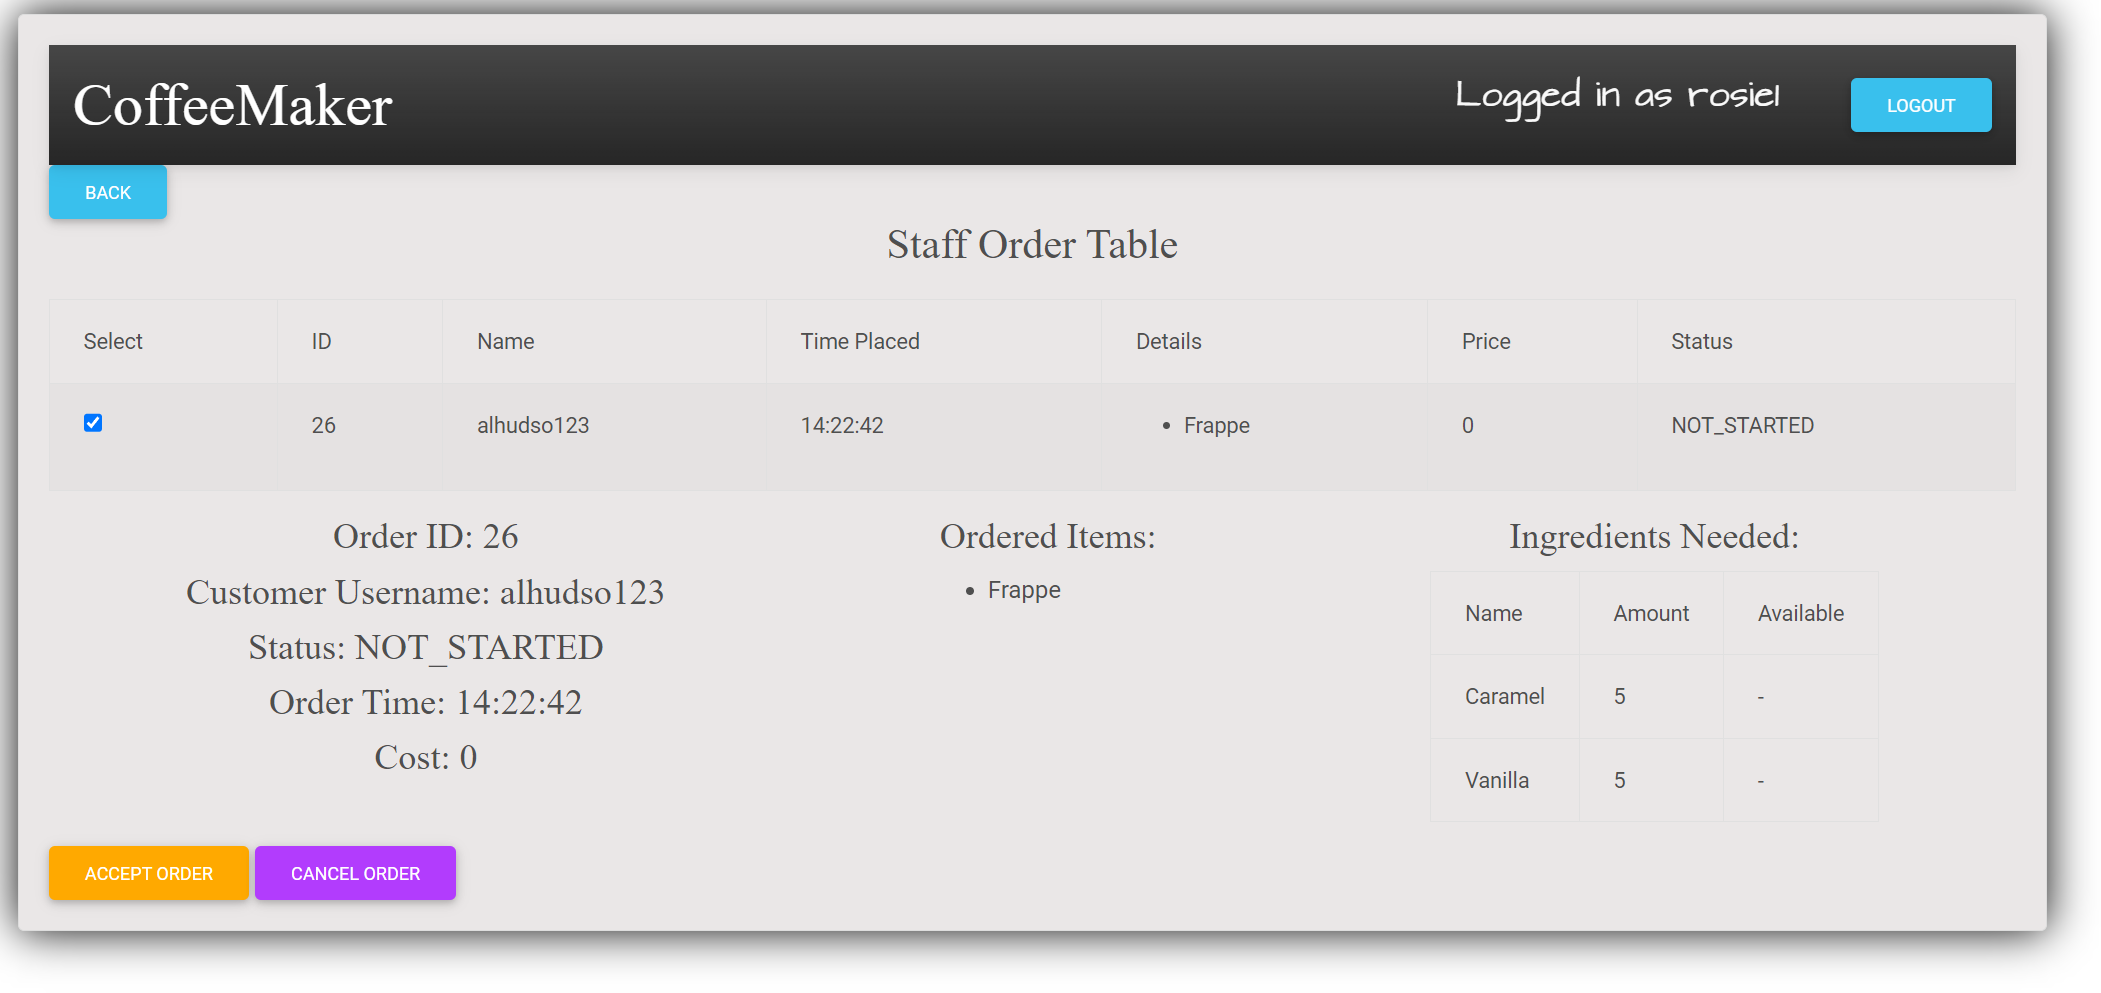 CoffeeMaker
Logged in as rosie1
LOGOUT
BACK
Staff Order Table
Select ID Name Time Placed Details Price Status
26 alhudso123 14:22:42 • Frappe 0 NOT_STARTED
Order ID: 26
Customer Username: alhudso123
Status: NOT_STARTED
Order Time: 14:22:42
Cost: 0
Ordered Items:
• Frappe
Ingredients Needed:
Name Amount Available
Caramel 5 -
Vanilla 5 -
ACCEPT ORDER CANCEL ORDER